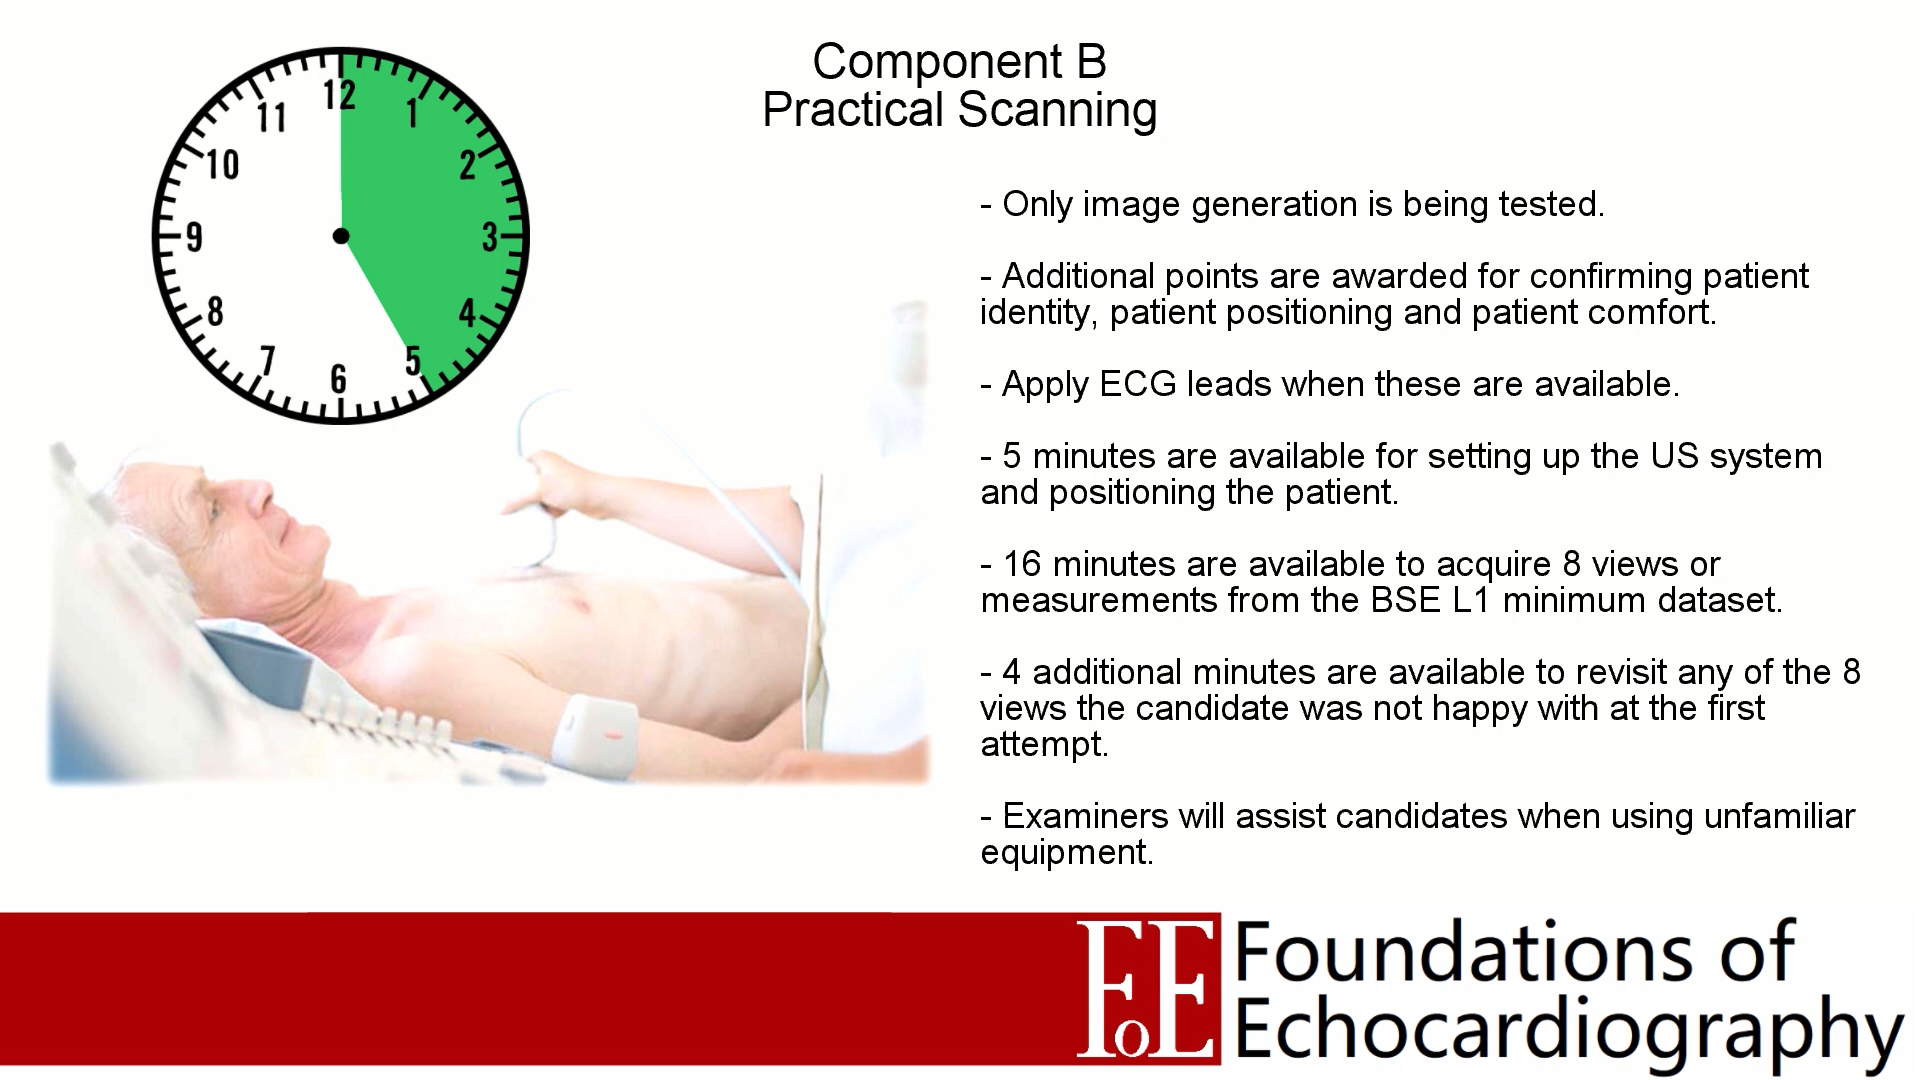 Component B
Practical Scanning
12
1
2
3
4
5
6
7
8
9
10
11
- Only image generation is being tested.
- Additional points are awarded for confirming patient
identity, patient positioning and patient comfort.
- Apply ECG leads when these are available.
- 5 minutes are available for setting up the US system
and positioning the patient.
- 16 minutes are available to acquire 8 views or
measurements from the BSE L1 minimum dataset.
- 4 additional minutes are available to revisit any of the 8
views the candidate was not happy with at the first
attempt.
- Examiners will assist candidates when using unfamiliar
equipment.
FoE
Foundations of
Echocardiography